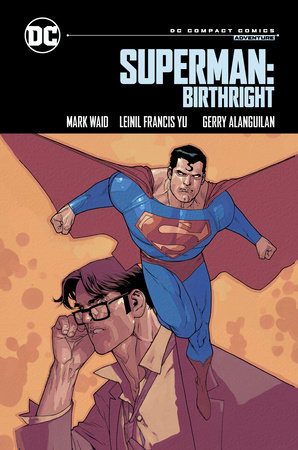 DC
DC COMPACT COMICS
ADVENTURE
SUPERMAN:
BIRTHRIGHT
MARK WAID LEINIL FRANCIS YU GERRY ALANGUILAN
S